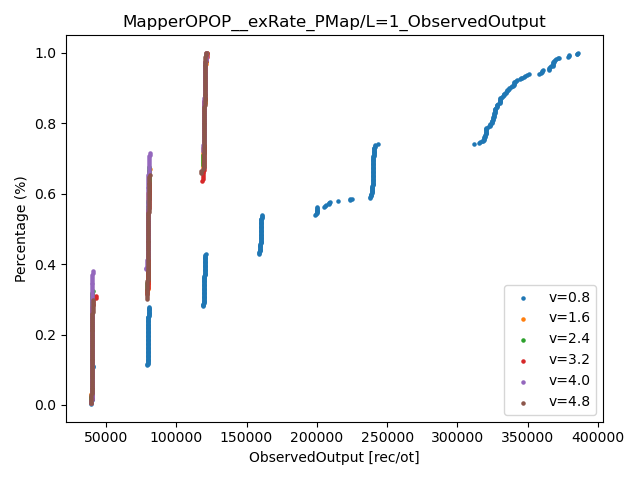 MapperOPOP__exRate_PMap/L=1_ObservedOutput
Percentage (%)
1.0
0.8
0.6
0.4
0.2
0.0
v=0.8
v=1.6
v=2.4
v=3.2
v=4.0
v=4.8
50000 100000 150000 200000 250000 300000 350000 400000
ObservedOutput [rec/ot]